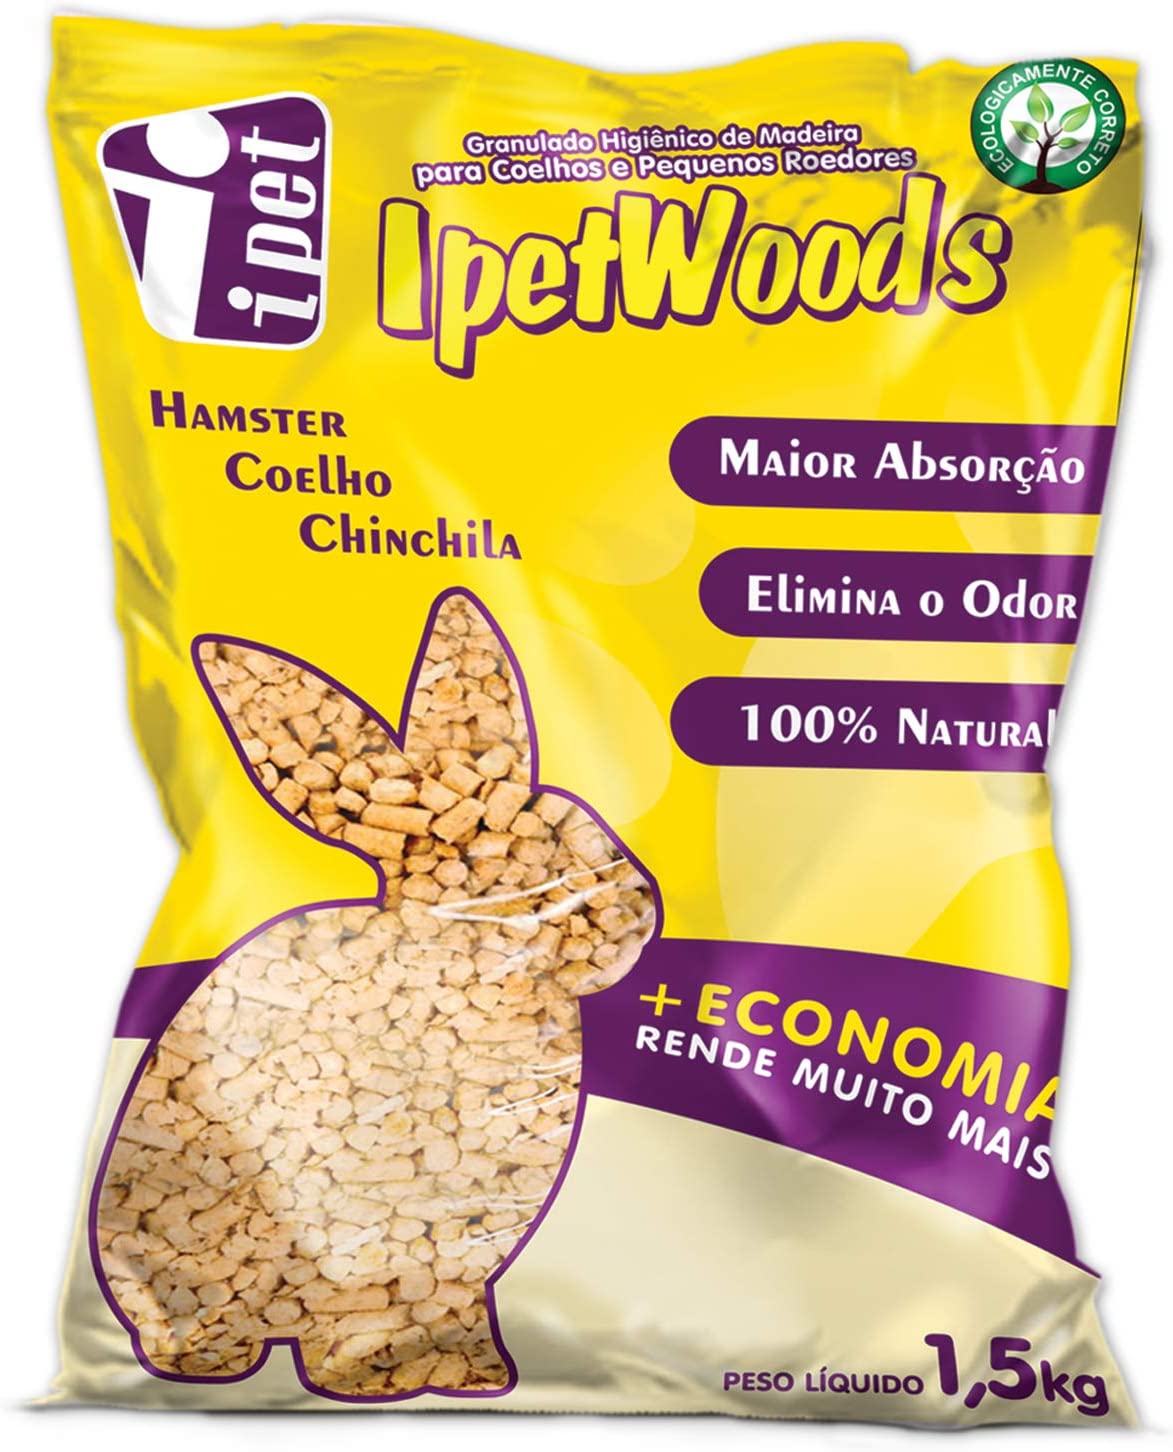 i
ipet
Granulado Higiênico de Madeira
para Coelhos e Pequenos Roedores
IpetWoods
ECOLOGICAMENTE CORRETO
Hamster
Coelho
Chinchila
Maior Absorção
Elimina o Odor
100% Natural
+ECONOMIA
RENDE MUITO MAIS
PESO LÍQUIDO 1,5kg